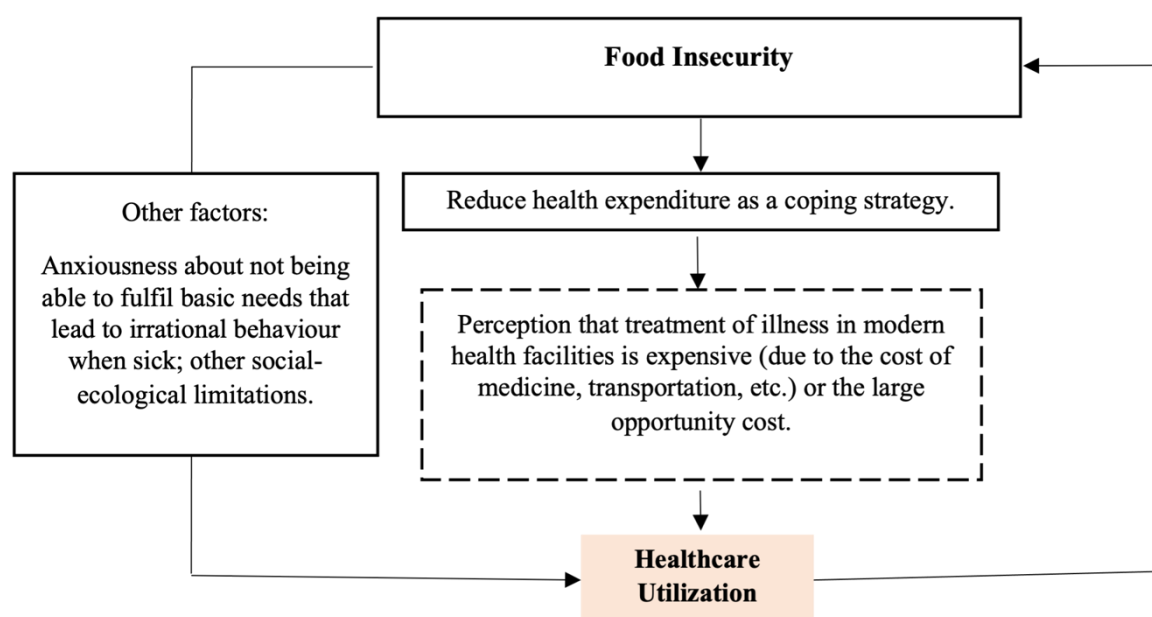 Food Insecurity
Reduce health expenditure as a coping strategy.
Other factors:
Anxiousness about not being
able to fulfil basic needs that
lead to irrational behaviour
when sick; other social-
ecological limitations.
Perception that treatment of illness in modern
health facilities is expensive (due to the cost of
medicine, transportation, etc.) or the large
opportunity cost.
Healthcare
Utilization